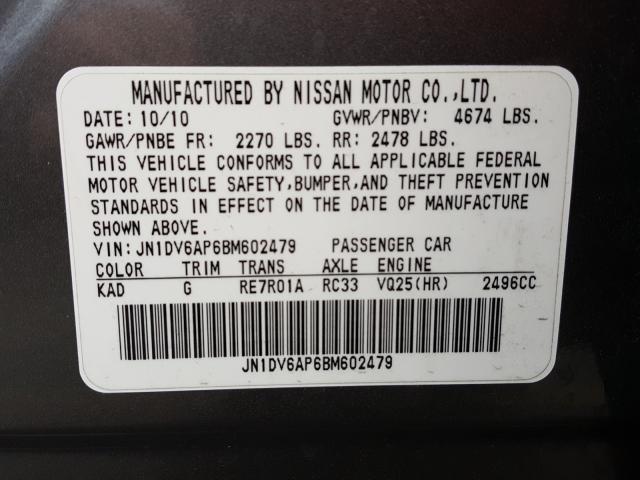 MANUFACTURED BY NISSAN MOTOR CO.,LTD.
DATE: 10/10 GVWR/PNBV: 4674 LBS.
GAWR/PNBE FR: 2270 LBS. RR: 2478 LBS.
THIS VEHICLE CONFORMS TO ALL APPLICABLE FEDERAL
MOTOR VEHICLE SAFETY,BUMPER,AND THEFT PREVENTION
STANDARDS IN EFFECT ON THE DATE OF MANUFACTURE
SHOWN ABOVE.
VIN: JN1DV6AP6BM602479 PASSENGER CAR
COLOR TRIM TRANS AXLE ENGINE
KAD G RE7R01A RC33 VQ25(HR) 2496CC
JN1DV6AP6BM602479